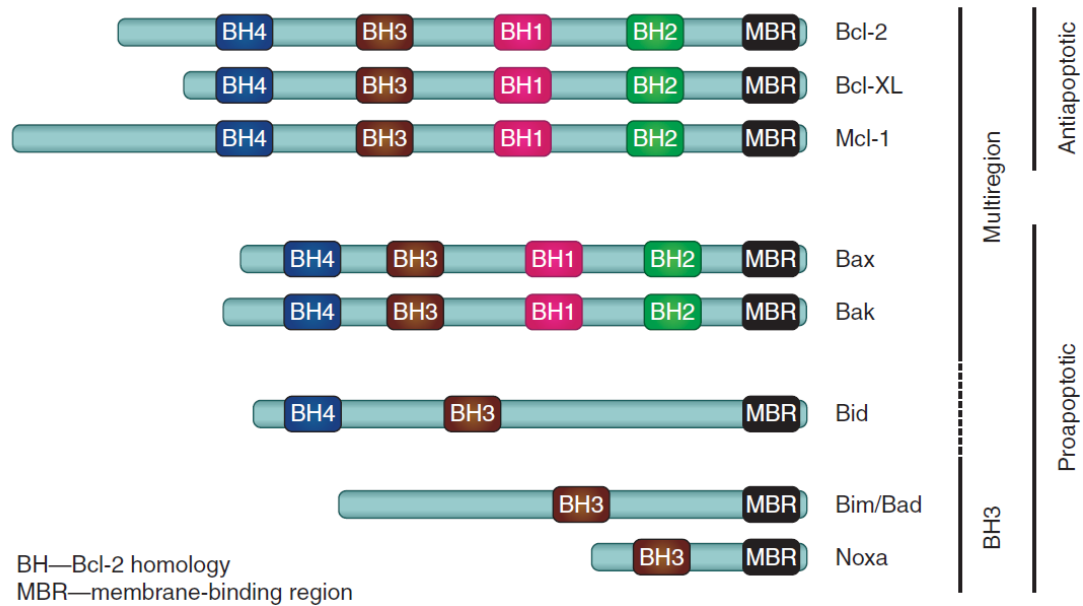 BH4 BH3 BH1 BH2 MBR Bcl-2
BH4 BH3 BH1 BH2 MBR Bcl-XL
BH4 BH3 BH1 BH2 MBR Mcl-1
Antiapoptotic
Multiregion
BH4 BH3 BH1 BH2 MBR Bax
BH4 BH3 BH1 BH2 MBR Bak
BH4 BH3 MBR Bid
Proapoptotic
BH3 MBR Bim/Bad
BH3
BH3 MBR Noxa
BH—Bcl-2 homology
MBR—membrane-binding region